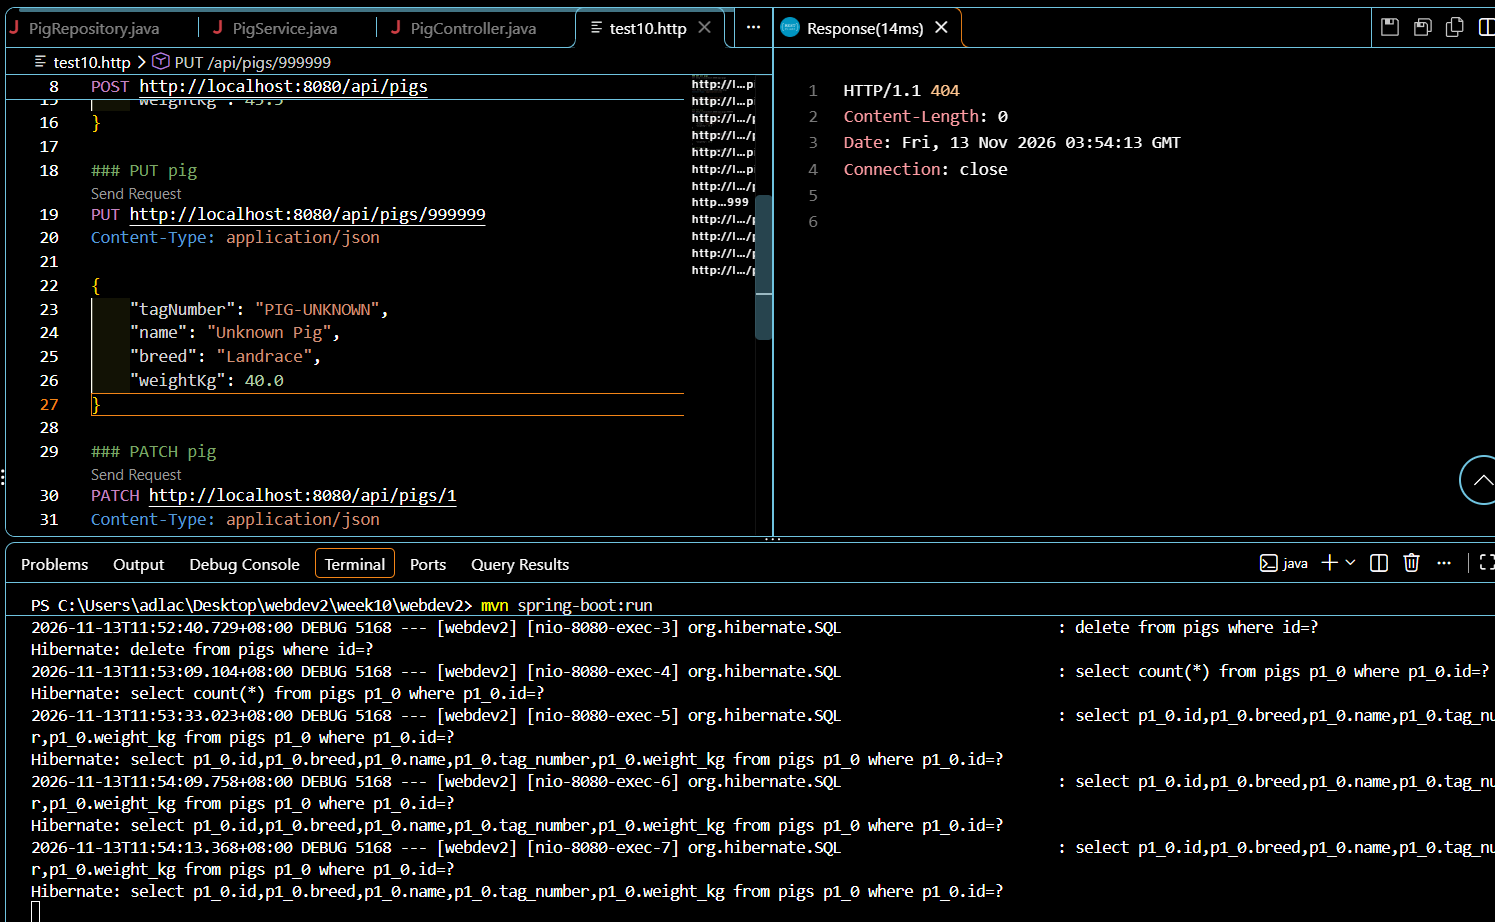 PigRepository.java
PigService.java
PigController.java
test10.http
Response(14ms)
test10.http > PUT /api/pigs/999999
8 POST http://localhost:8080/api/pigs
15 "weightKg": 45.5
16 }
17
18 ### PUT pig
Send Request
19 PUT http://localhost:8080/api/pigs/999999
20 Content-Type: application/json
21
22 {
23 "tagNumber": "PIG-UNKNOWN",
24 "name": "Unknown Pig",
25 "breed": "Landrace",
26 "weightKg": 40.0
27 }
28
29 ### PATCH pig
Send Request
30 PATCH http://localhost:8080/api/pigs/1
31 Content-Type: application/json
http://l...p
http://l...p
http://l.../p
http://l.../p
http://l...p
http://l...p
http://l.../p
http...999
http://l.../p
http://l.../p
http://l.../p
http://l.../p
1 HTTP/1.1 404
2 Content-Length: 0
3 Date: Fri, 13 Nov 2026 03:54:13 GMT
4 Connection: close
5
6
Problems
Output
Debug Console
Terminal
Ports
Query Results
java
PS C:\Users\adlac\Desktop\webdev2\week10\webdev2> mvn spring-boot:run
2026-11-13T11:52:40.729+08:00 DEBUG 5168 --- [webdev2] [nio-8080-exec-3] org.hibernate.SQL : delete from pigs where id=?
Hibernate: delete from pigs where id=?
2026-11-13T11:53:09.104+08:00 DEBUG 5168 --- [webdev2] [nio-8080-exec-4] org.hibernate.SQL : select count(*) from pigs p1_0 where p1_0.id=?
Hibernate: select count(*) from pigs p1_0 where p1_0.id=?
2026-11-13T11:53:33.023+08:00 DEBUG 5168 --- [webdev2] [nio-8080-exec-5] org.hibernate.SQL : select p1_0.id,p1_0.breed,p1_0.name,p1_0.tag_nu
r,p1_0.weight_kg from pigs p1_0 where p1_0.id=?
Hibernate: select p1_0.id,p1_0.breed,p1_0.name,p1_0.tag_number,p1_0.weight_kg from pigs p1_0 where p1_0.id=?
2026-11-13T11:54:09.758+08:00 DEBUG 5168 --- [webdev2] [nio-8080-exec-6] org.hibernate.SQL : select p1_0.id,p1_0.breed,p1_0.name,p1_0.tag_nu
r,p1_0.weight_kg from pigs p1_0 where p1_0.id=?
Hibernate: select p1_0.id,p1_0.breed,p1_0.name,p1_0.tag_number,p1_0.weight_kg from pigs p1_0 where p1_0.id=?
2026-11-13T11:54:13.368+08:00 DEBUG 5168 --- [webdev2] [nio-8080-exec-7] org.hibernate.SQL : select p1_0.id,p1_0.breed,p1_0.name,p1_0.tag_nu
r,p1_0.weight_kg from pigs p1_0 where p1_0.id=?
Hibernate: select p1_0.id,p1_0.breed,p1_0.name,p1_0.tag_number,p1_0.weight_kg from pigs p1_0 where p1_0.id=?